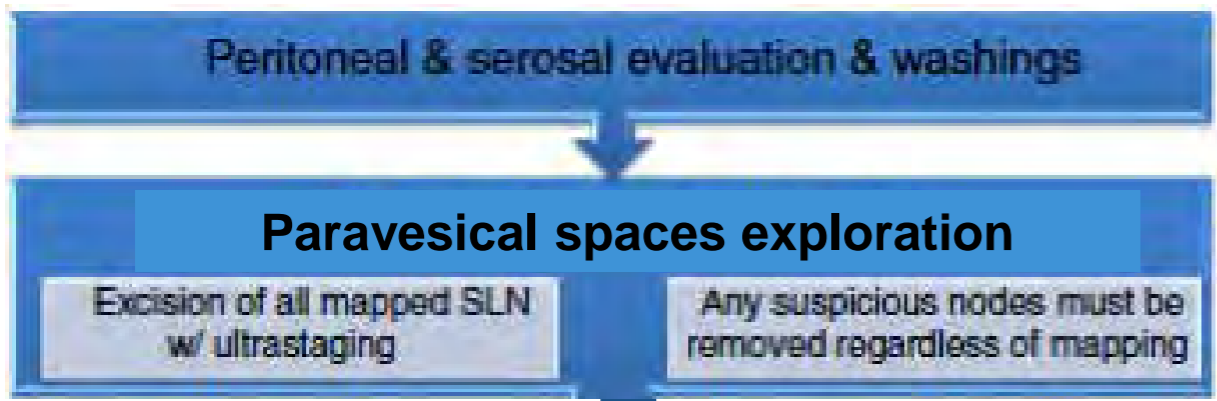 Peritoneal & serosal evaluation & washings
Paravesical spaces exploration
Excision of all mapped SLN
w/ ultrastaging
Any suspicious nodes must be
removed regardless of mapping